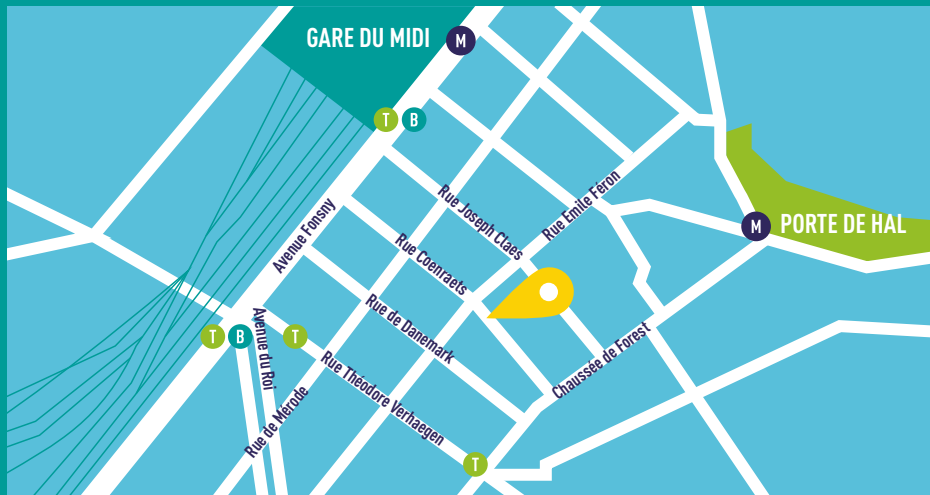 GARE DU MIDI
M
T
B
Rue Joseph Claes
Rue Emile Féron
Avenue Fonsny
M
PORTE DE HAL
Rue Coenraets
Rue de Danemark
T
B
Avenue du Roi
T
Rue Théodore Verhaegen
Chaussée de Forest
Rue de Mérode
T